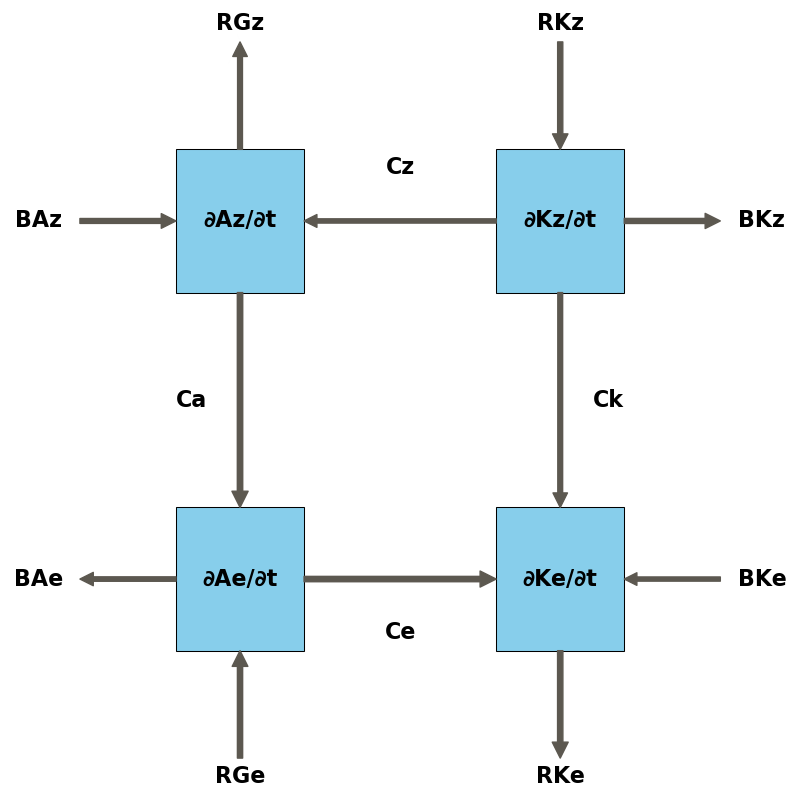 RGz
RKz
Cz
BAz
∂Az/∂t
∂Kz/∂t
BKz
Ca
Ck
BAe
∂Ae/∂t
∂Ke/∂t
BKe
Ce
RGe
RKe